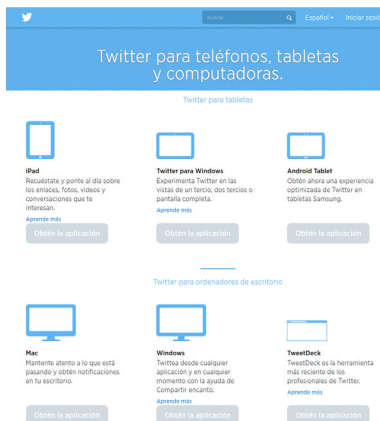 Buscar
Español
Iniciar sesió
Twitter para teléfonos, tabletas
y computadoras.
Twitter para tabletas
iPad
Recuéstate y ponte al día sobre
los enlaces, fotos, videos y
conversaciones que te
interesan.
Aprende más
Obtén la aplicación
Twitter para Windows
Experimenta Twitter en las
vistas de un tercio, dos tercios o
pantalla completa.
Aprende más
Obtén la aplicación
Android Tablet
Obtén ahora una experiencia
optimizada de Twitter en
tabletas Samsung.
Obtén la aplicación
Twitter para ordenadores de escritorio
Mac
Mantente atento a lo que está
pasando y obtén notificaciones
en tu escritorio.
Obtén la aplicación
Windows
Twittea desde cualquier
aplicación y en cualquier
momento con la ayuda de
Compartir encanto.
Aprende más
Obtén la aplicación
TweetDeck
TweetDeck es la herramienta
más reciente de los
profesionales de Twitter.
Aprende más
Obtén la aplicación